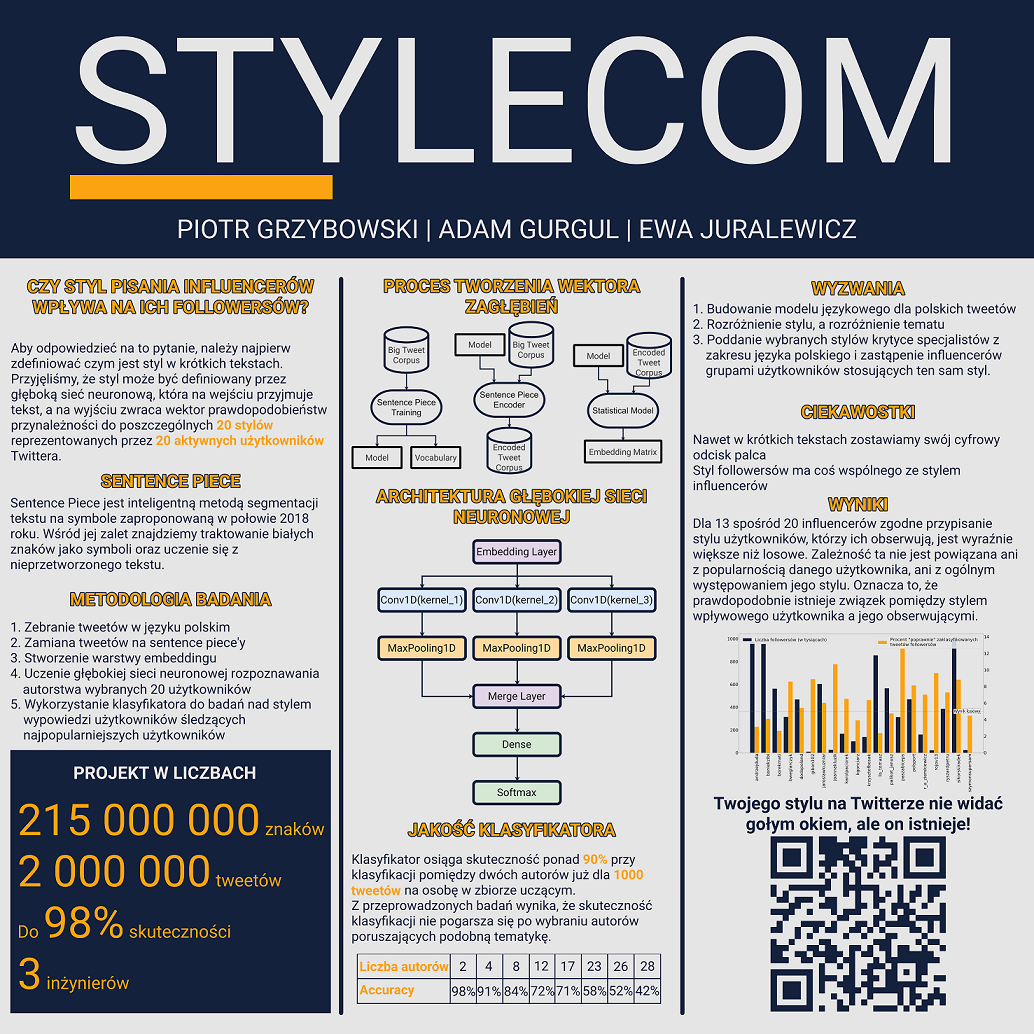 STYLECOM
PIOTR GRZYBOWSKI | ADAM GURGUL | EWA JURALEWICZ
CZY STYL PISANIA INFLUENCERÓW
WPŁYWA NA ICH FOLLOWERSÓW?
Aby odpowiedzieć na to pytanie, należy najpierw
zdefiniować czym jest styl w krótkich tekstach.
Przyjęliśmy, że styl może być definiowany przez
głęboką sieć neuronową, która na wejściu przyjmuje
tekst, a na wyjściu zwraca wektor prawdopodobieństw
przynależności do poszczególnych 20 stylów
reprezentowanych przez 20 aktywnych użytkowników
Twittera.
SENTENCE PIECE
Sentence Piece jest inteligentną metodą segmentacji
tekstu na symbole zaproponowaną w połowie 2018
roku. Wśród jej zalet znajdziemy traktowanie białych
znaków jako symboli oraz uczenie się z
nieprzetworzonego tekstu.
METODOLOGIA BADANIA
1. Zebranie tweetów w języku polskim
2. Zamiana tweetów na sentence piece'y
3. Stworzenie warstwy embeddingu
4. Uczenie głębokiej sieci neuronowej rozpoznawania
autorstwa wybranych 20 użytkowników
5. Wykorzystanie klasyfikatora do badań nad stylem
wypowiedzi użytkowników śledzących
najpopularniejszych użytkowników
PROJEKT W LICZBACH
215 000 000 znaków
2 000 000 tweetów
Do 98% skuteczności
3 inżynierów
PROCES TWORZENIA WEKTORA
ZAGŁĘBIEŃ
Big Tweet
Corpus
Sentence Piece
Training
Model
Vocabulary
Model
Big Tweet
Corpus
Sentence Piece
Encoder
Encoded
Tweet
Corpus
Model
Encoded
Tweet
Corpus
Statistical Model
Embedding Matrix
ARCHITEKTURA GŁĘBOKIEJ SIECI
NEURONOWEJ
Embedding Layer
Conv1D(kernel_1) Conv1D(kernel_2) Conv1D(kernel_3)
MaxPooling1D MaxPooling1D MaxPooling1D
Merge Layer
Dense
Softmax
JAKOŚĆ KLASYFIKATORA
Klasyfikator osiąga skuteczność ponad 90% przy
klasyfikacji pomiędzy dwóch autorów już dla 1000
tweetów na osobę w zbiorze uczącym.
Z przeprowadzonych badań wynika, że skuteczność
klasyfikacji nie pogarsza się po wybraniu autorów
poruszających podobną tematykę.
Liczba autorów 2 4 8 12 17 23 26 28
Accuracy 98% 91% 84% 72% 71% 58% 52% 42%
WYZWANIA
1. Budowanie modelu językowego dla polskich tweetów
2. Rozróżnienie stylu, a rozróżnienie tematu
3. Poddanie wybranych stylów krytyce specjalistów z
zakresu języka polskiego i zastąpenie influencerów
grupami użytkowników stosujących ten sam styl.
CIEKAWOSTKI
Nawet w krótkich tekstach zostawiamy swój cyfrowy
odcisk palca
Styl followersów ma coś wspólnego ze stylem
influencerów
WYNIKI
Dla 13 spośród 20 influencerów zgodne przypisanie
stylu użytkowników, którzy ich obserwują, jest wyraźnie
większe niż losowe. Zależność ta nie jest powiązana ani
z popularnością danego użytkownika, ani z ogólnym
występowaniem jego stylu. Oznacza to, że
prawdopodobnie istnieje związek pomiędzy stylem
wpływowego użytkownika a jego obserwującymi.
Liczba followersów (w tysiącach)
Procent "poprawnie" zaklasyfikowanych
tweetów followersów
1000
800
600
400
200
0
14
12
10
8
6
4
2
0
Wynik losowy
Twojego stylu na Twitterze nie widać
gołym okiem, ale on istnieje!